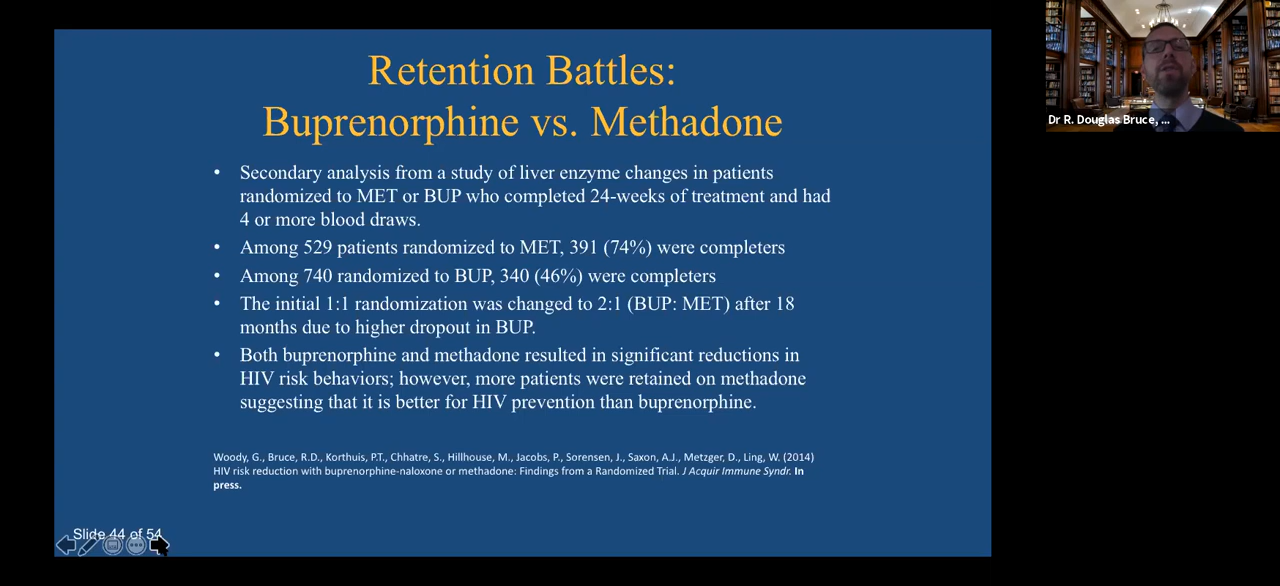 Retention Battles:
Buprenorphine vs. Methadone
• Secondary analysis from a study of liver enzyme changes in patients
randomized to MET or BUP who completed 24-weeks of treatment and had
4 or more blood draws.
• Among 529 patients randomized to MET, 391 (74%) were completers
• Among 740 randomized to BUP, 340 (46%) were completers
• The initial 1:1 randomization was changed to 2:1 (BUP: MET) after 18
months due to higher dropout in BUP.
• Both buprenorphine and methadone resulted in significant reductions in
HIV risk behaviors; however, more patients were retained on methadone
suggesting that it is better for HIV prevention than buprenorphine.
Woody, G., Bruce, R.D., Korthuis, P.T., Chhatre, S., Hillhouse, M., Jacobs, P., Sorensen, J., Saxon, A.J., Metzger, D., Ling, W. (2014)
HIV risk reduction with buprenorphine-naloxone or methadone: Findings from a Randomized Trial. J Acquir Immune Syndr. In
press.
Slide 44 of 54
Dr R. Douglas Bruce, ...